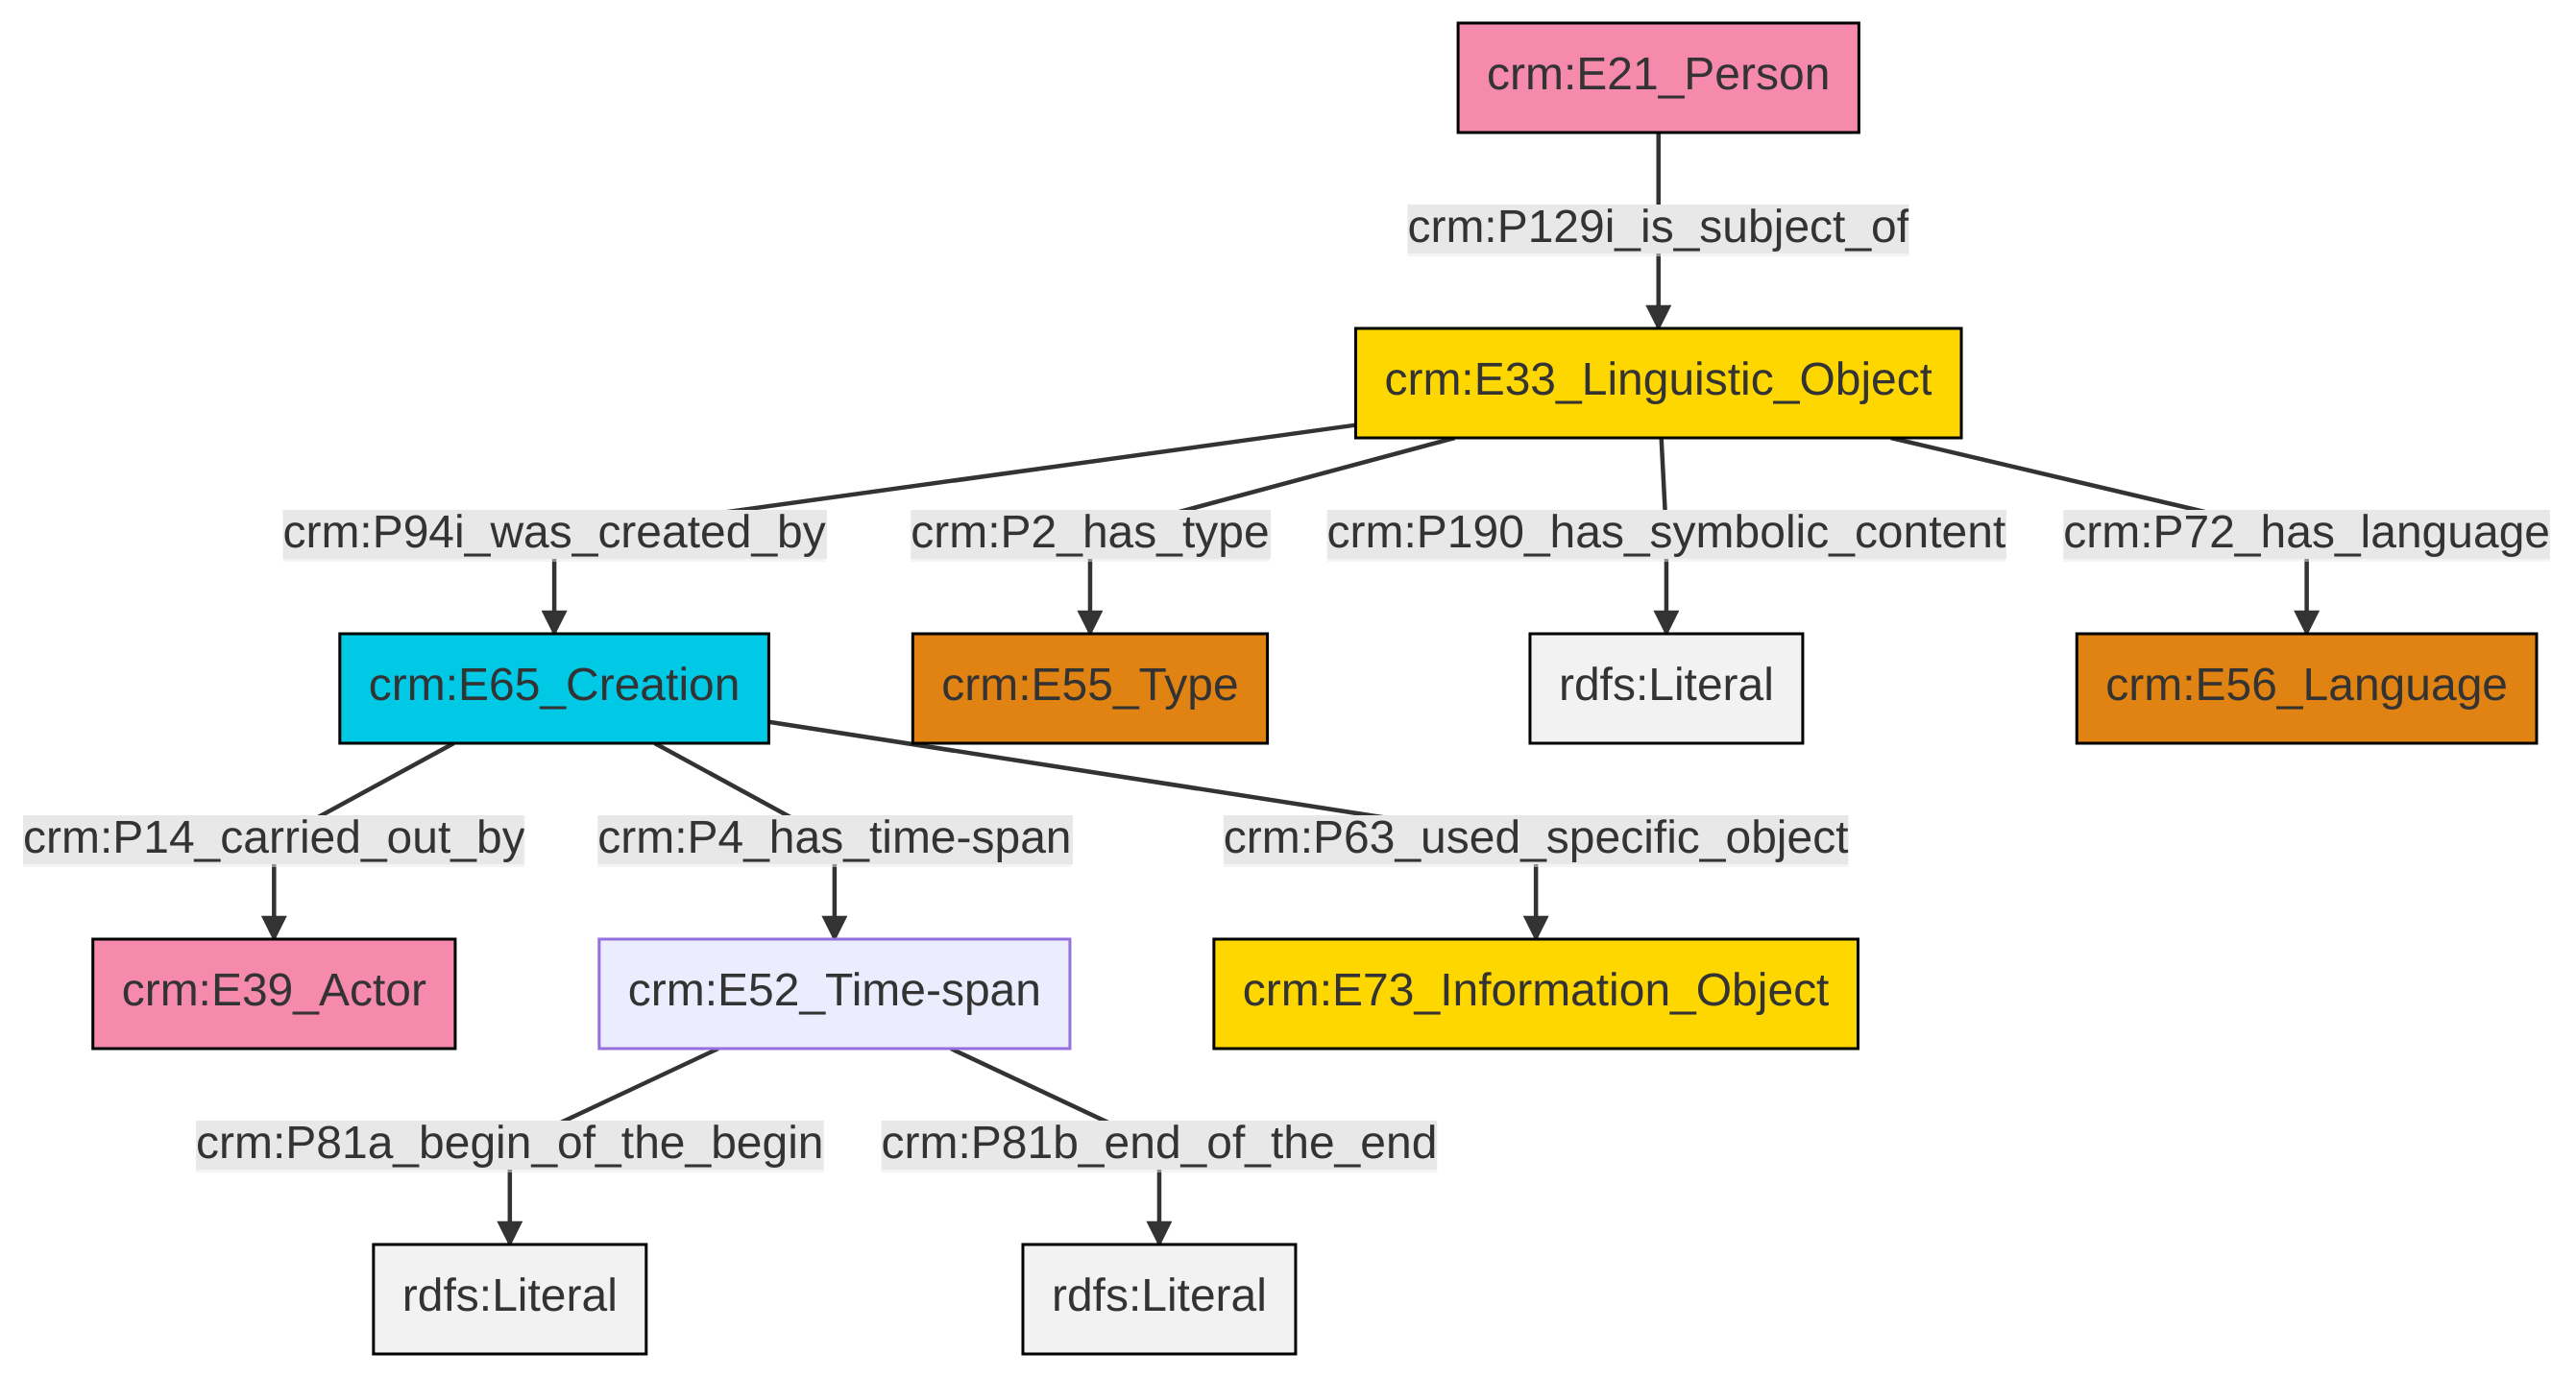 crm:E21_Person
crm:P129i_is_subject_of
crm:E33_Linguistic_Object
crm:P94i_was_created_by
crm:P2_has_type
crm:P190_has_symbolic_content
crm:P72_has_language
crm:E65_Creation
crm:E55_Type
rdfs:Literal
crm:E56_Language
crm:P14_carried_out_by
crm:P4_has_time-span
crm:P63_used_specific_object
crm:E39_Actor
crm:E52_Time-span
crm:E73_Information_Object
crm:P81a_begin_of_the_begin
crm:P81b_end_of_the_end
rdfs:Literal
rdfs:Literal